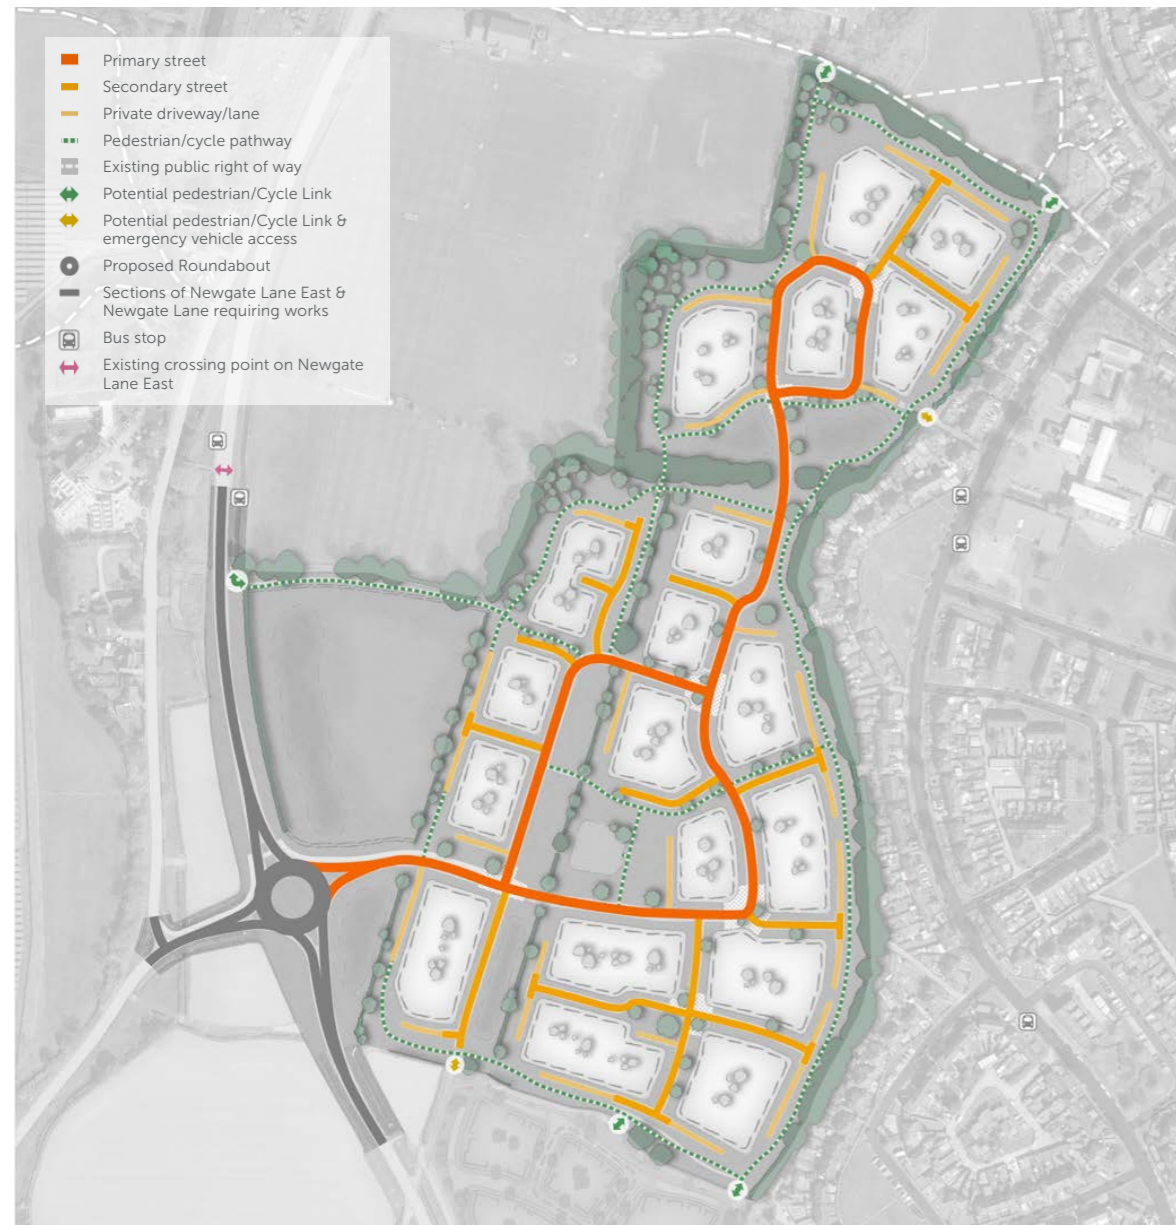 Primary street
Secondary street
Private driveway/lane
Pedestrian/cycle pathway
Existing public right of way
Potential pedestrian/Cycle Link
Potential pedestrian/Cycle Link &
emergency vehicle access
Proposed Roundabout
Sections of Newgate Lane East &
Newgate Lane requiring works
Bus stop
Existing crossing point on Newgate
Lane East